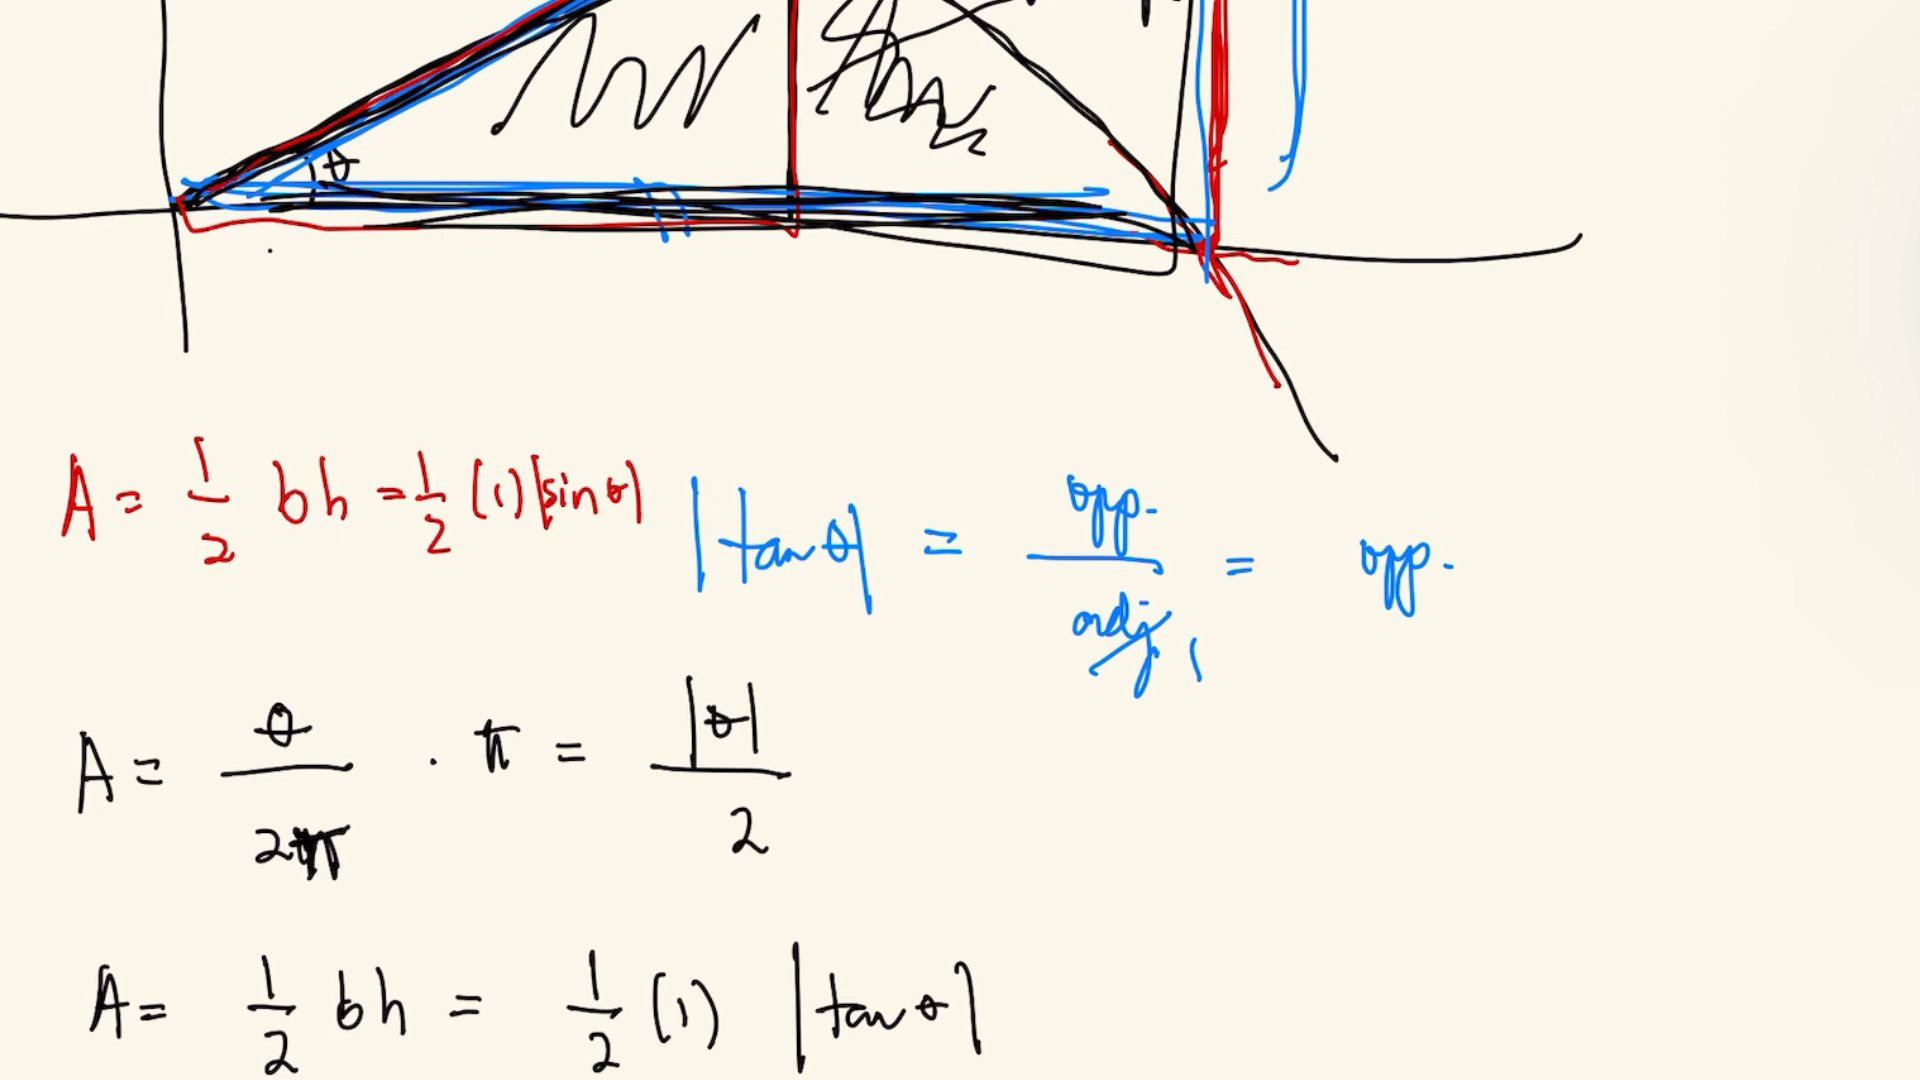 θ
A = 1/2 bh = 1/2 (1) |sin θ|
|tan θ| = opp. / adj. 1 = opp.
A = θ/2π · π = |θ|/2
A = 1/2 bh = 1/2 (1) |tan θ|